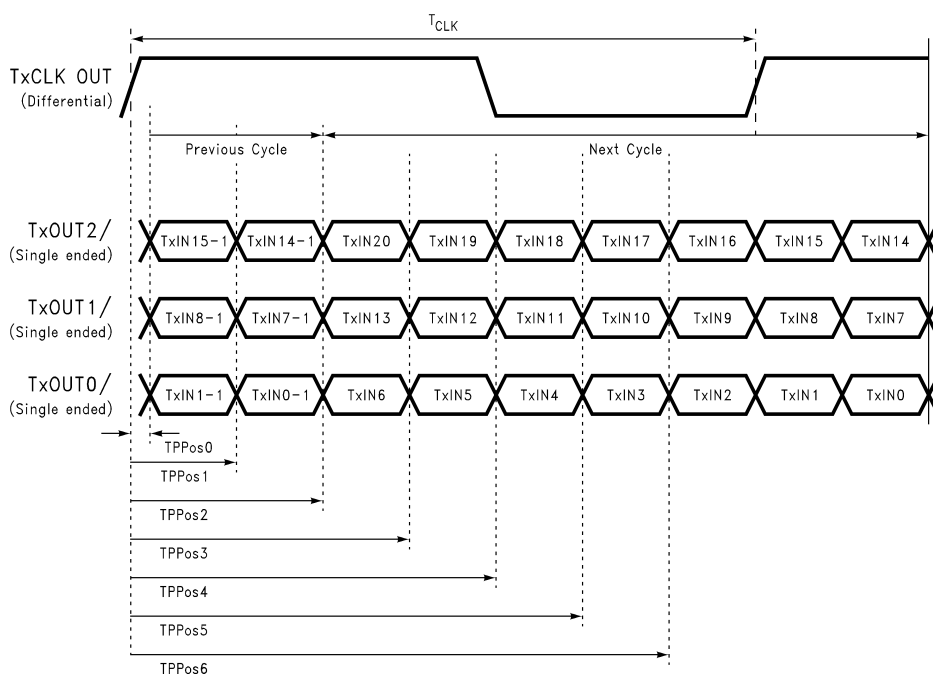 TCLK
TxCLK OUT
(Differential)
Previous Cycle
Next Cycle
TxOUT2/
(Single ended)
TxIN15-1 TxIN14-1 TxIN20 TxIN19 TxIN18 TxIN17 TxIN16 TxIN15 TxIN14
TxOUT1/
(Single ended)
TxIN8-1 TxIN7-1 TxIN13 TxIN12 TxIN11 TxIN10 TxIN9 TxIN8 TxIN7
TxOUT0/
(Single ended)
TxIN1-1 TxIN0-1 TxIN6 TxIN5 TxIN4 TxIN3 TxIN2 TxIN1 TxIN0
TPPos0
TPPos1
TPPos2
TPPos3
TPPos4
TPPos5
TPPos6